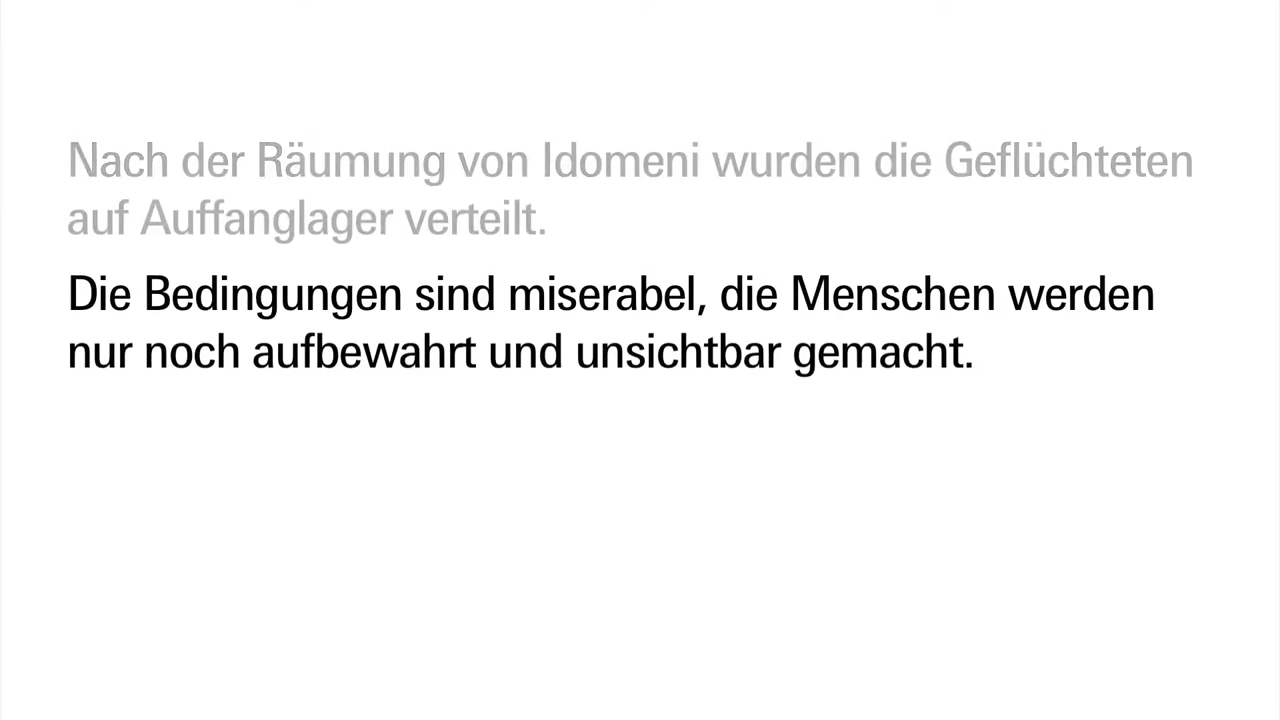 Nach der Räumung von Idomeni wurden die Geflüchteten
auf Auffanglager verteilt.
Die Bedingungen sind miserabel, die Menschen werden
nur noch aufbewahrt und unsichtbar gemacht.